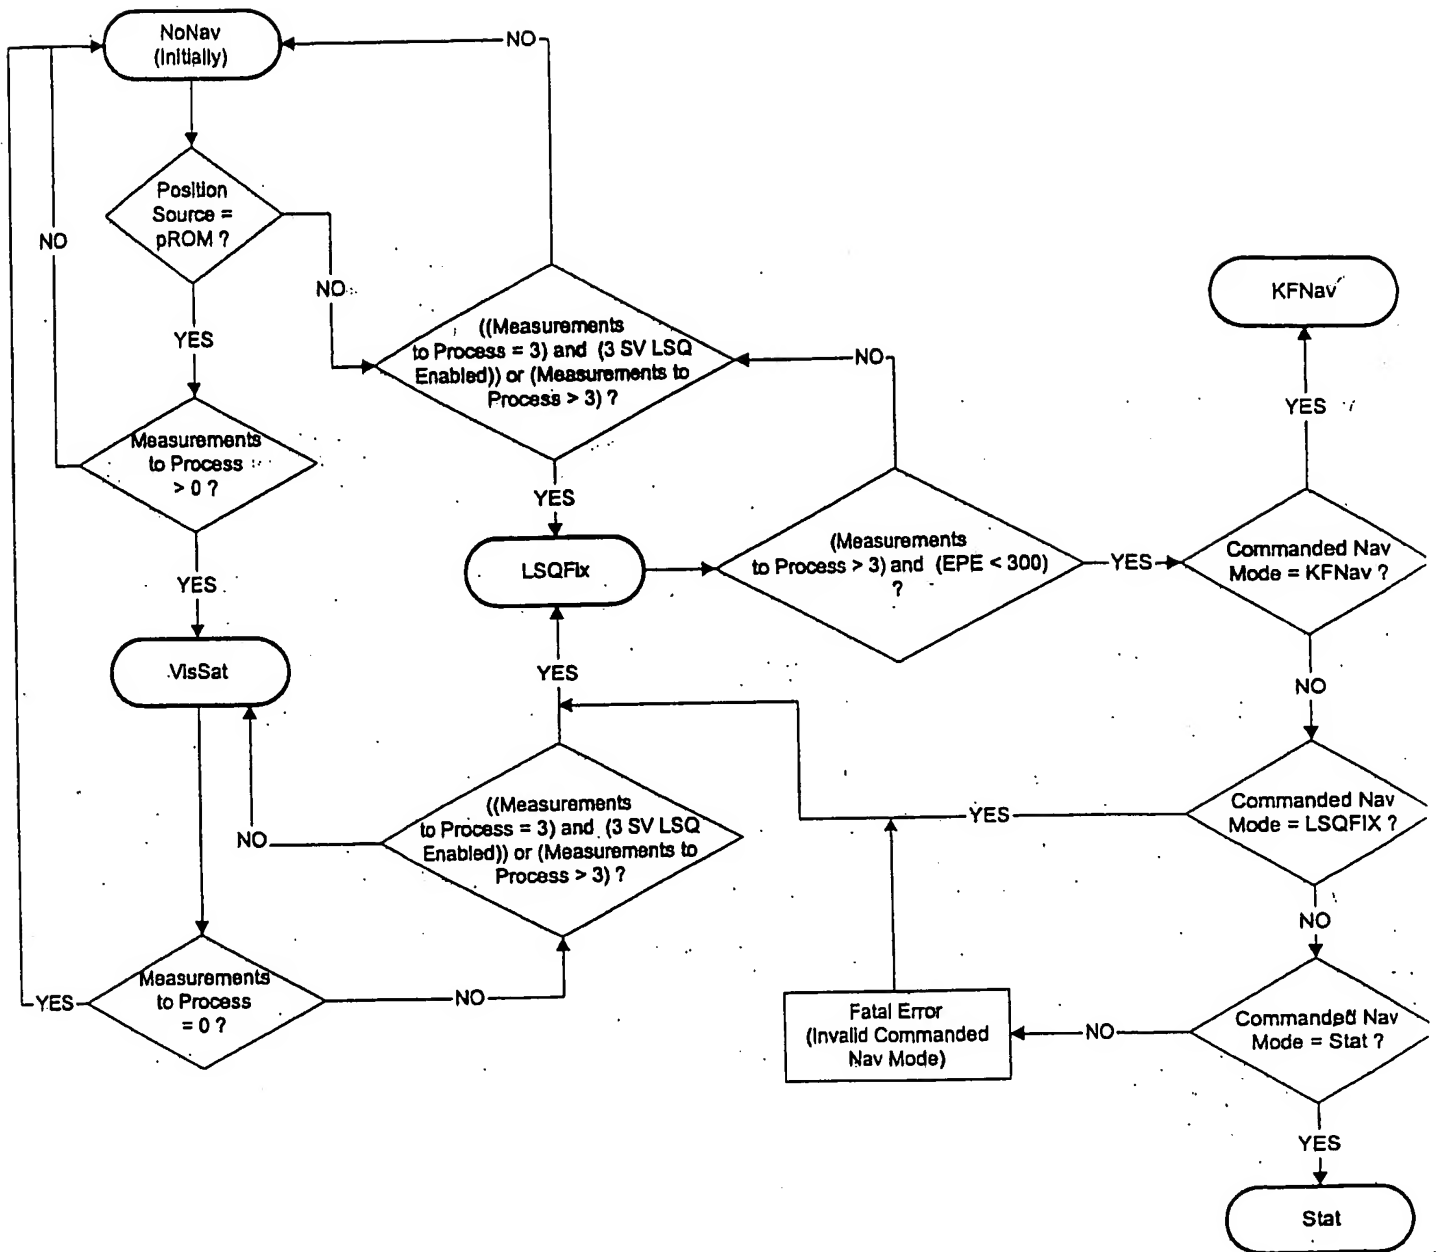 NoNav
(Initially)
NO
Position
Source =
pROM ?
NO
NO
YES
((Measurements
to Process = 3) and (3 SV LSQ
Enabled)) or (Measurements to
Process > 3) ?
NO
KFNav
YES
Measurements
to Process
> 0 ?
YES
YES
LSQFix
(Measurements
to Process > 3) and (EPE < 300)
?
YES
Commanded Nav
Mode = KFNav ?
VisSat
YES
NO
((Measurements
to Process = 3) and (3 SV LSQ
Enabled)) or (Measurements to
Process > 3) ?
NO
YES
Commanded Nav
Mode = LSQFIX ?
NO
Measurements
to Process
= 0 ?
YES
NO
Fatal Error
(Invalid Commanded
Nav Mode)
NO
Commanded Nav
Mode = Stat ?
YES
Stat